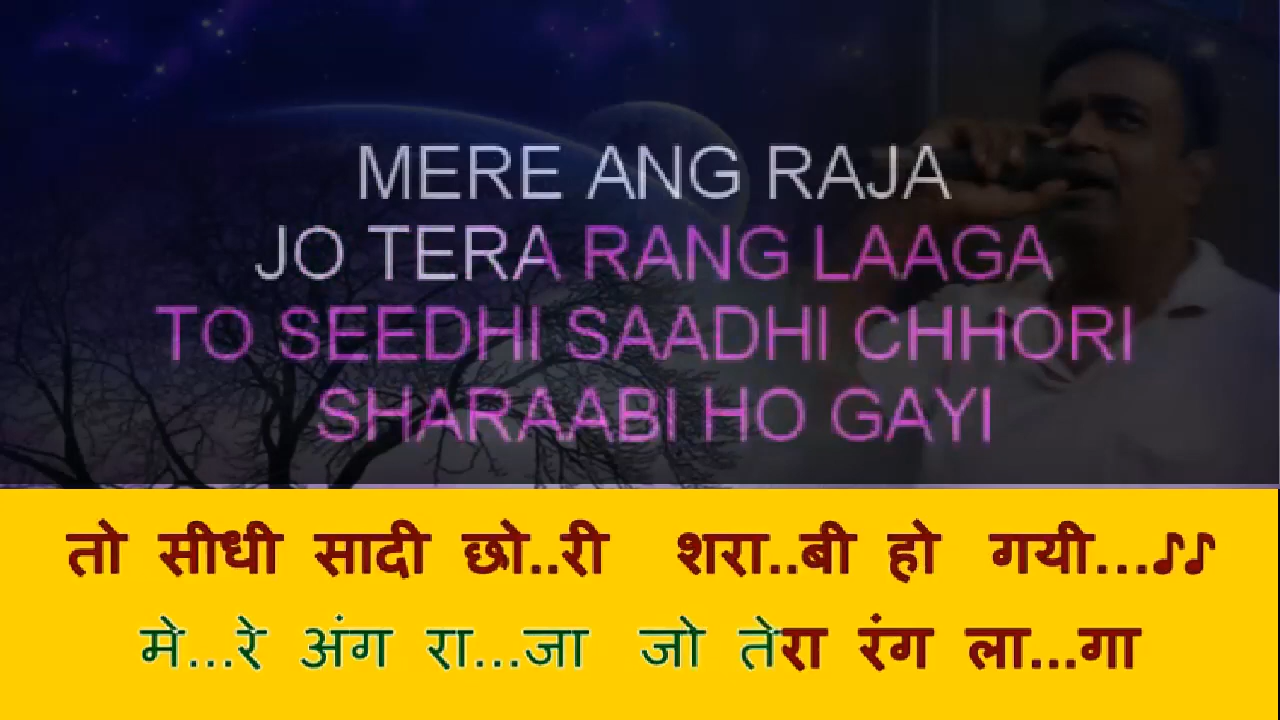 MERE ANG RAJA
JO TERA RANG LAAGA
TO SEEDHI SAADHI CHHORI
SHARAABI HO GAYI
तो सीधी सादी छो..री शरा..बी हो गयी...♪♪
मे...रे अंग रा...जा जो तेरा रंग ला...गा